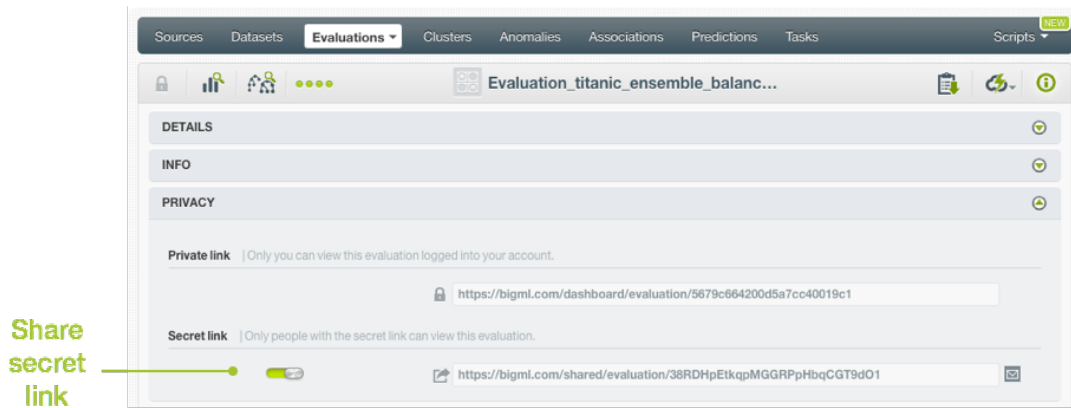 NEW
Sources Datasets Evaluations Clusters Anomalies Associations Predictions Tasks Scripts
Evaluation_titanic_ensemble_balanc...
DETAILS
INFO
PRIVACY
Private link | Only you can view this evaluation logged into your account.
https://bigml.com/dashboard/evaluation/5679c664200d5a7cc40019c1
Secret link | Only people with the secret link can view this evaluation.
https://bigml.com/shared/evaluation/38RDHpEtkqpMGGRPpHbqCGT9dO1
Share
secret
link